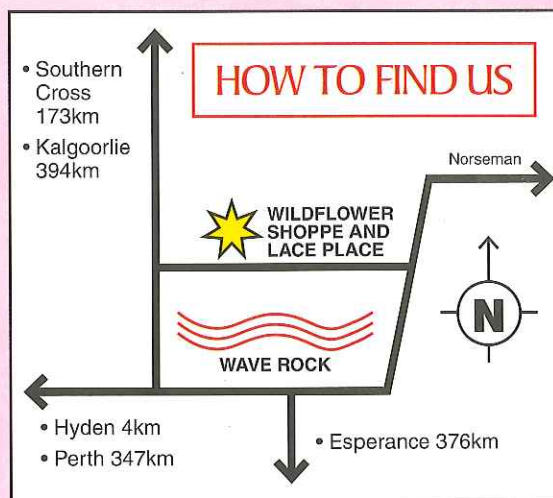 HOW TO FIND US
• Southern
Cross
173km
• Kalgoorlie
394km
Norseman
WILDFLOWER
SHOPPE AND
LACE PLACE
N
WAVE ROCK
• Hyden 4km
• Perth 347km
• Esperance 376km